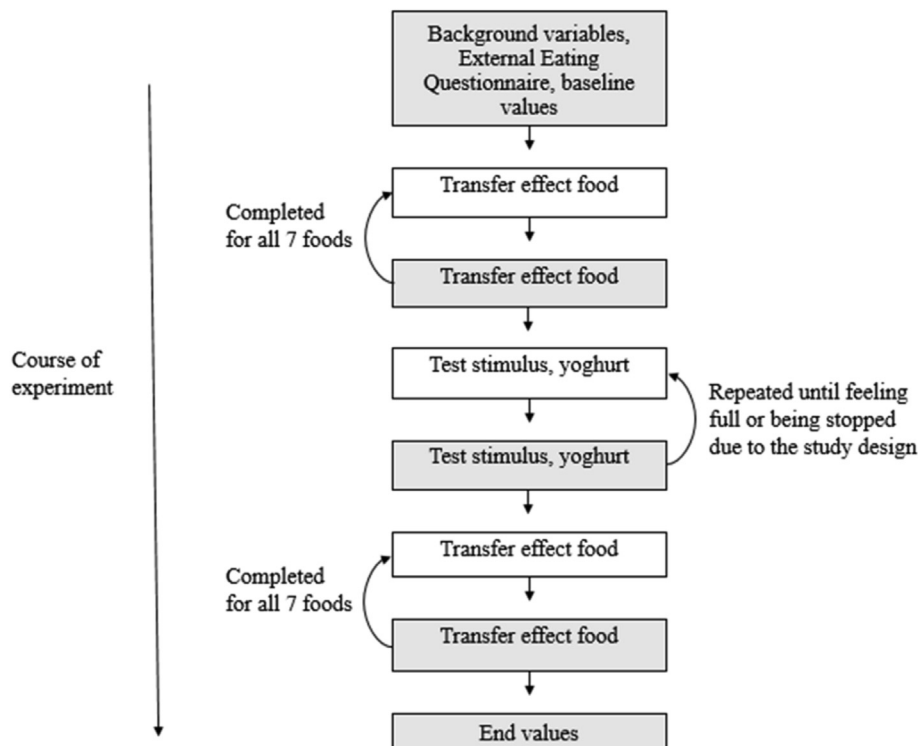 Background variables,
External Eating
Questionnaire, baseline
values
Transfer effect food
Completed
for all 7 foods
Transfer effect food
Course of
experiment
Test stimulus, yoghurt
Repeated until feeling
full or being stopped
due to the study design
Test stimulus, yoghurt
Transfer effect food
Completed
for all 7 foods
Transfer effect food
End values